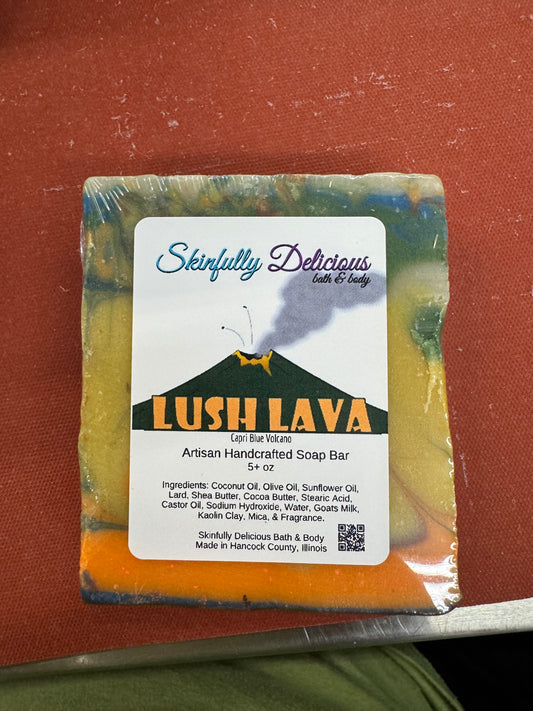 Skinfully Delicious
bath & body
LUSH LAVA
Capri Blue Volcano
Artisan Handcrafted Soap Bar
5+ oz
Ingredients: Coconut Oil, Olive Oil, Sunflower Oil,
Lard, Shea Butter, Cocoa Butter, Stearic Acid,
Castor Oil, Sodium Hydroxide, Water, Goats Milk,
Kaolin Clay, Mica, & Fragrance.
Skinfully Delicious Bath & Body
Made in Hancock County, Illinois